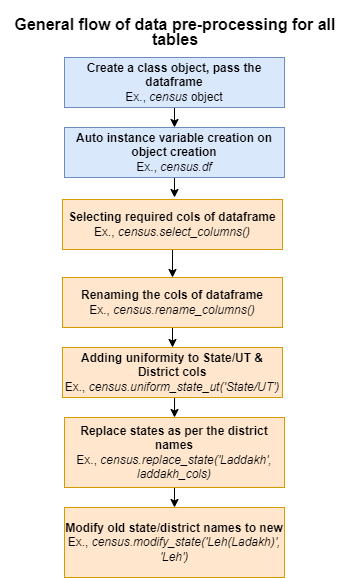 General flow of data pre-processing for all
tables
Create a class object, pass the
dataframe
Ex., census object
Auto instance variable creation on
object creation
Ex., census.df
Selecting required cols of dataframe
Ex., census.select_columns()
Renaming the cols of dataframe
Ex., census.rename_columns()
Adding uniformity to State/UT &
District cols
Ex., census.uniform_state_ut('State/UT')
Replace states as per the district
names
Ex., census.replace_state('Laddakh',
laddakh_cols)
Modify old state/district names to new
Ex., census.modify_state('Leh(Ladakh)',
'Leh')